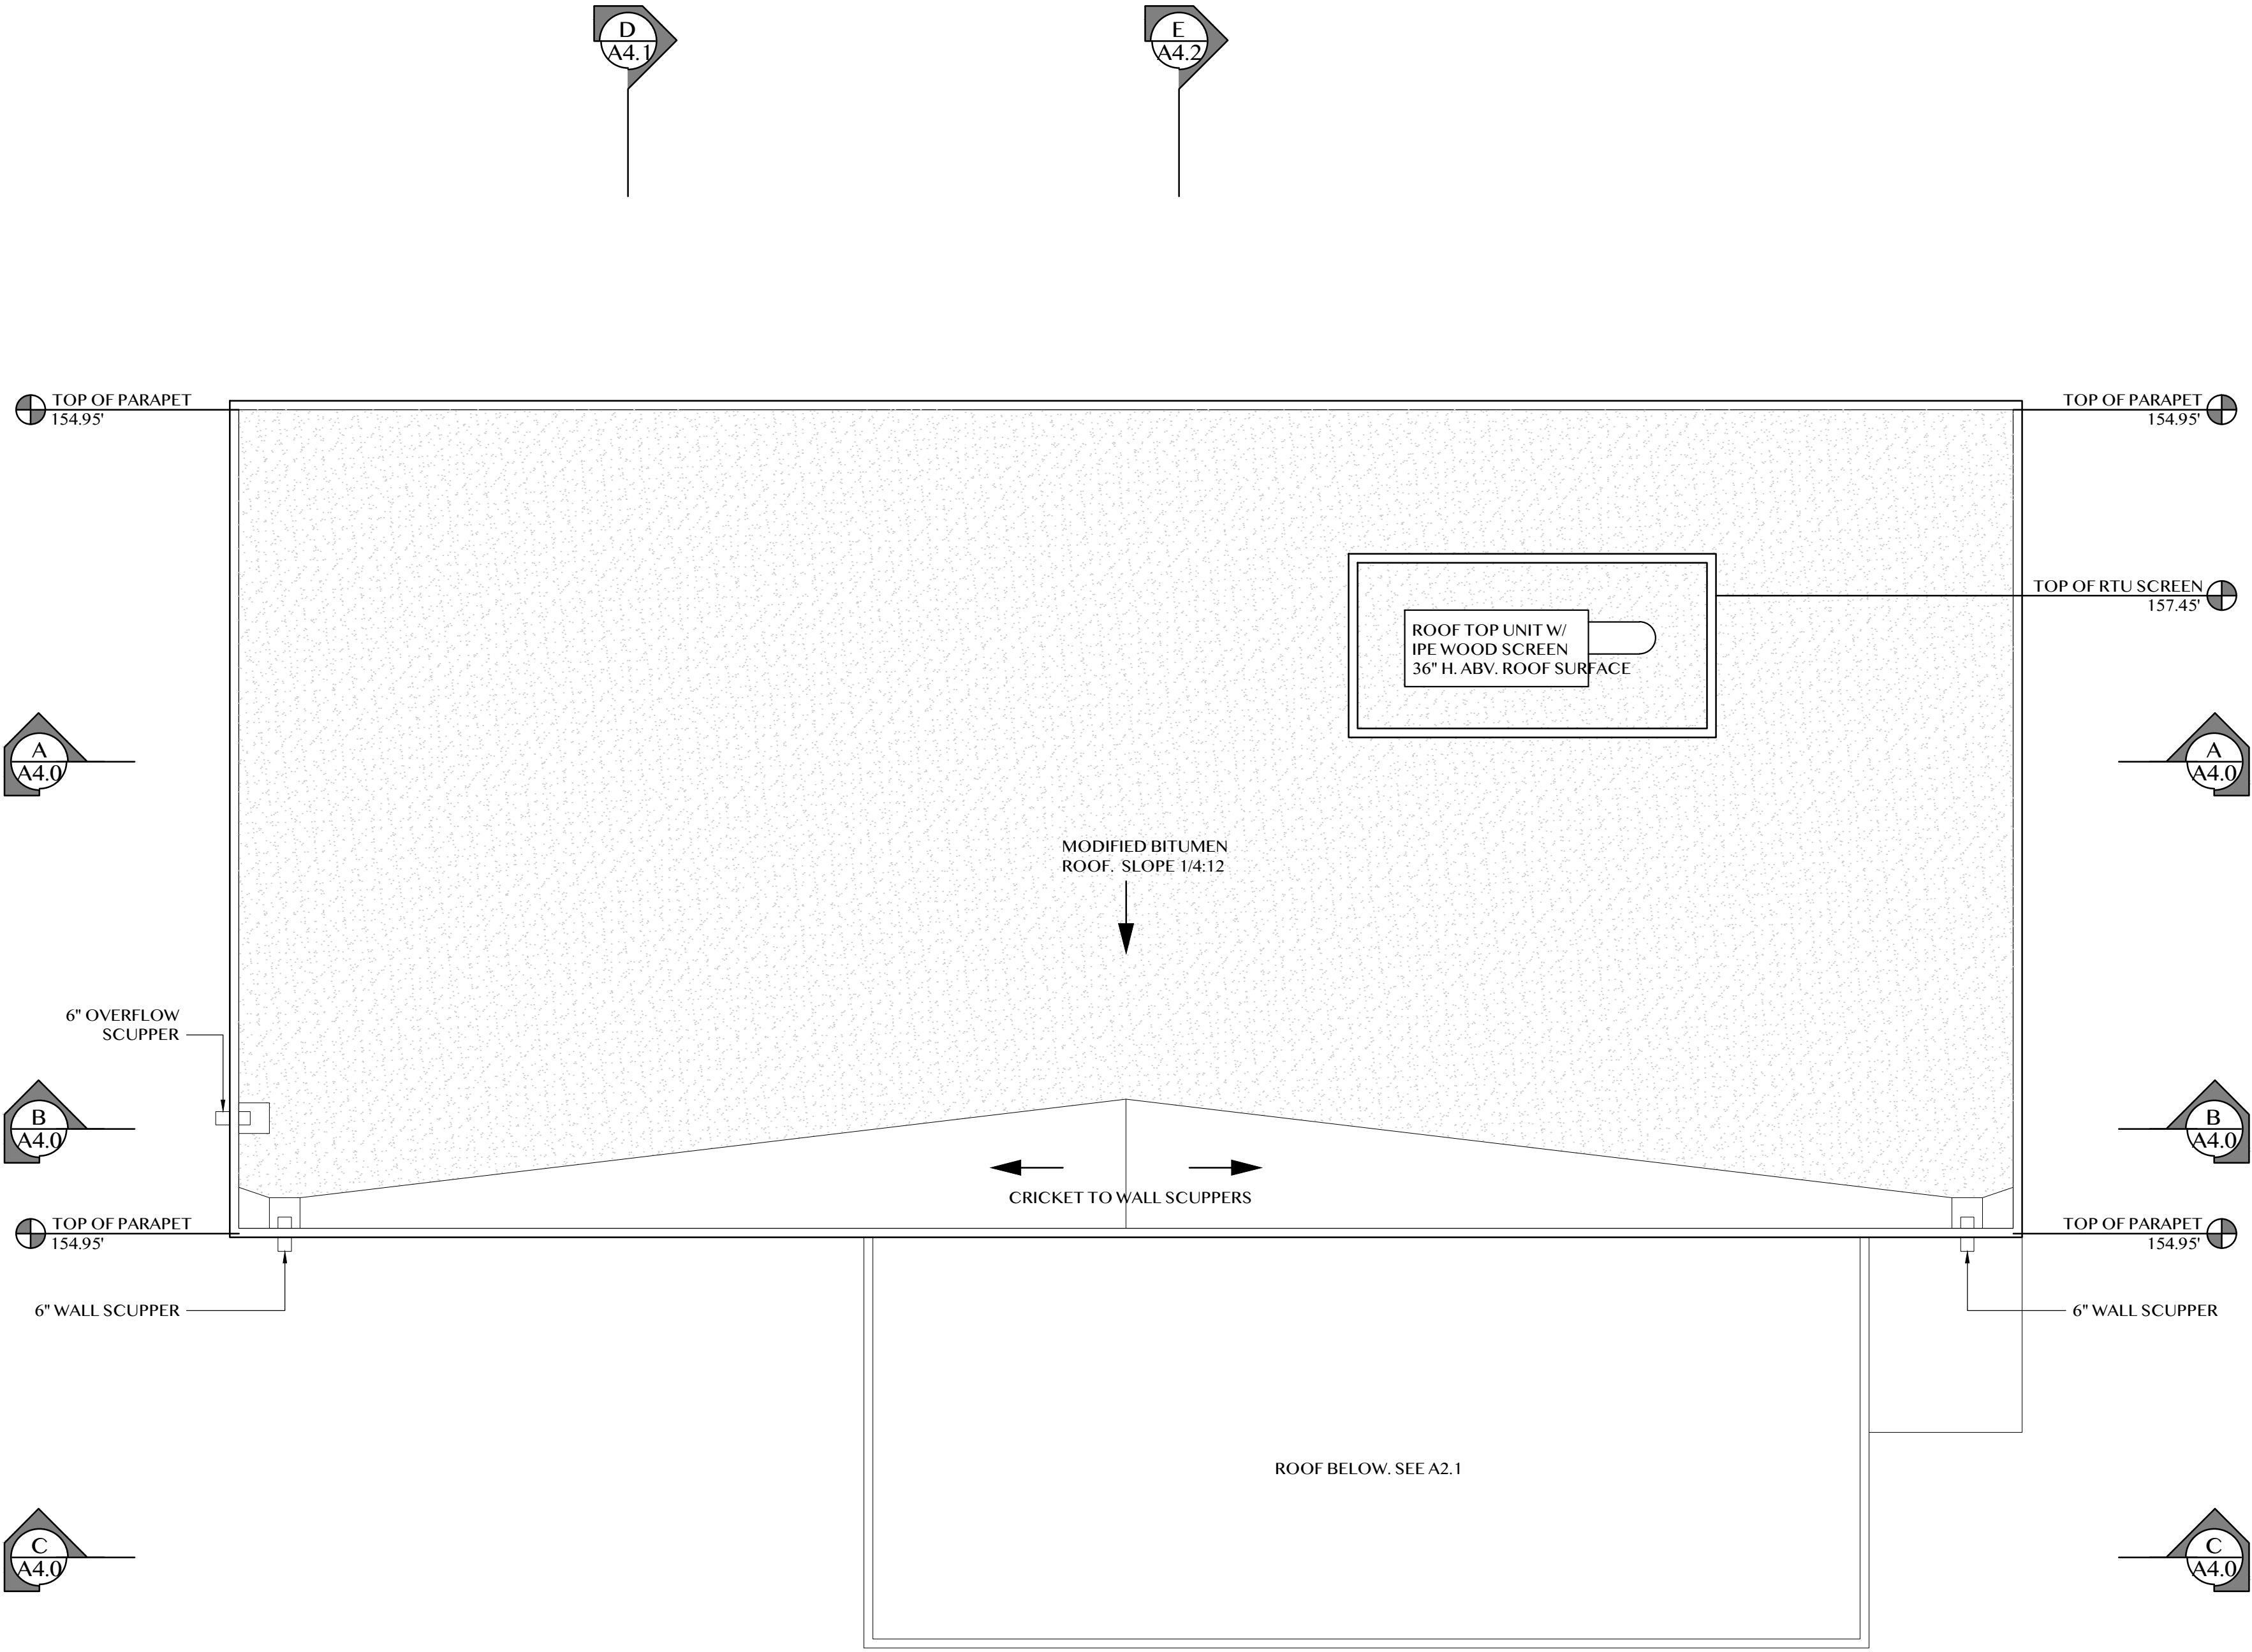 D
A4.1
E
A4.2
TOP OF PARAPET
154.95'
TOP OF PARAPET
154.95'
TOP OF RTU SCREEN
157.45'
ROOF TOP UNIT W/
IPE WOOD SCREEN
36" H. ABV. ROOF SURFACE
A
A4.0
A
A4.0
MODIFIED BITUMEN
ROOF. SLOPE 1/4:12
6" OVERFLOW
SCUPPER
B
A4.0
B
A4.0
CRICKET TO WALL SCUPPERS
TOP OF PARAPET
154.95'
TOP OF PARAPET
154.95'
6" WALL SCUPPER
6" WALL SCUPPER
ROOF BELOW. SEE A2.1
C
A4.0
C
A4.0